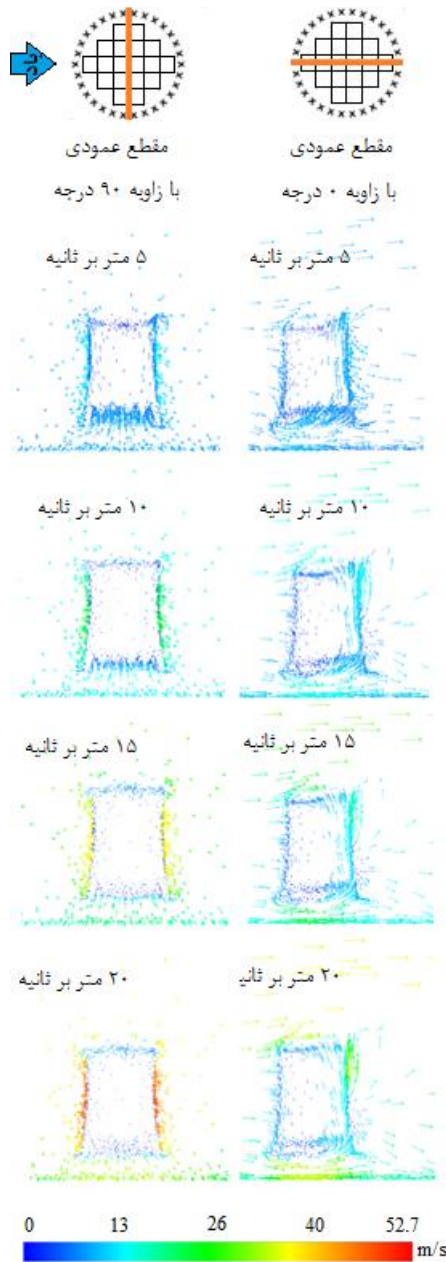 باد
مقطع عمودی
با زاویه ۹۰ درجه
مقطع عمودی
با زاویه ۰ درجه
۵ متر بر ثانیه
۵ متر بر ثانیه
۱۰ متر بر ثانیه
۱۰ متر بر ثانیه
۱۵ متر بر ثانیه
۱۵ متر بر ثانیه
۲۰ متر بر ثانیه
۲۰ متر بر ثانی
0 13 26 40 52.7
m/s